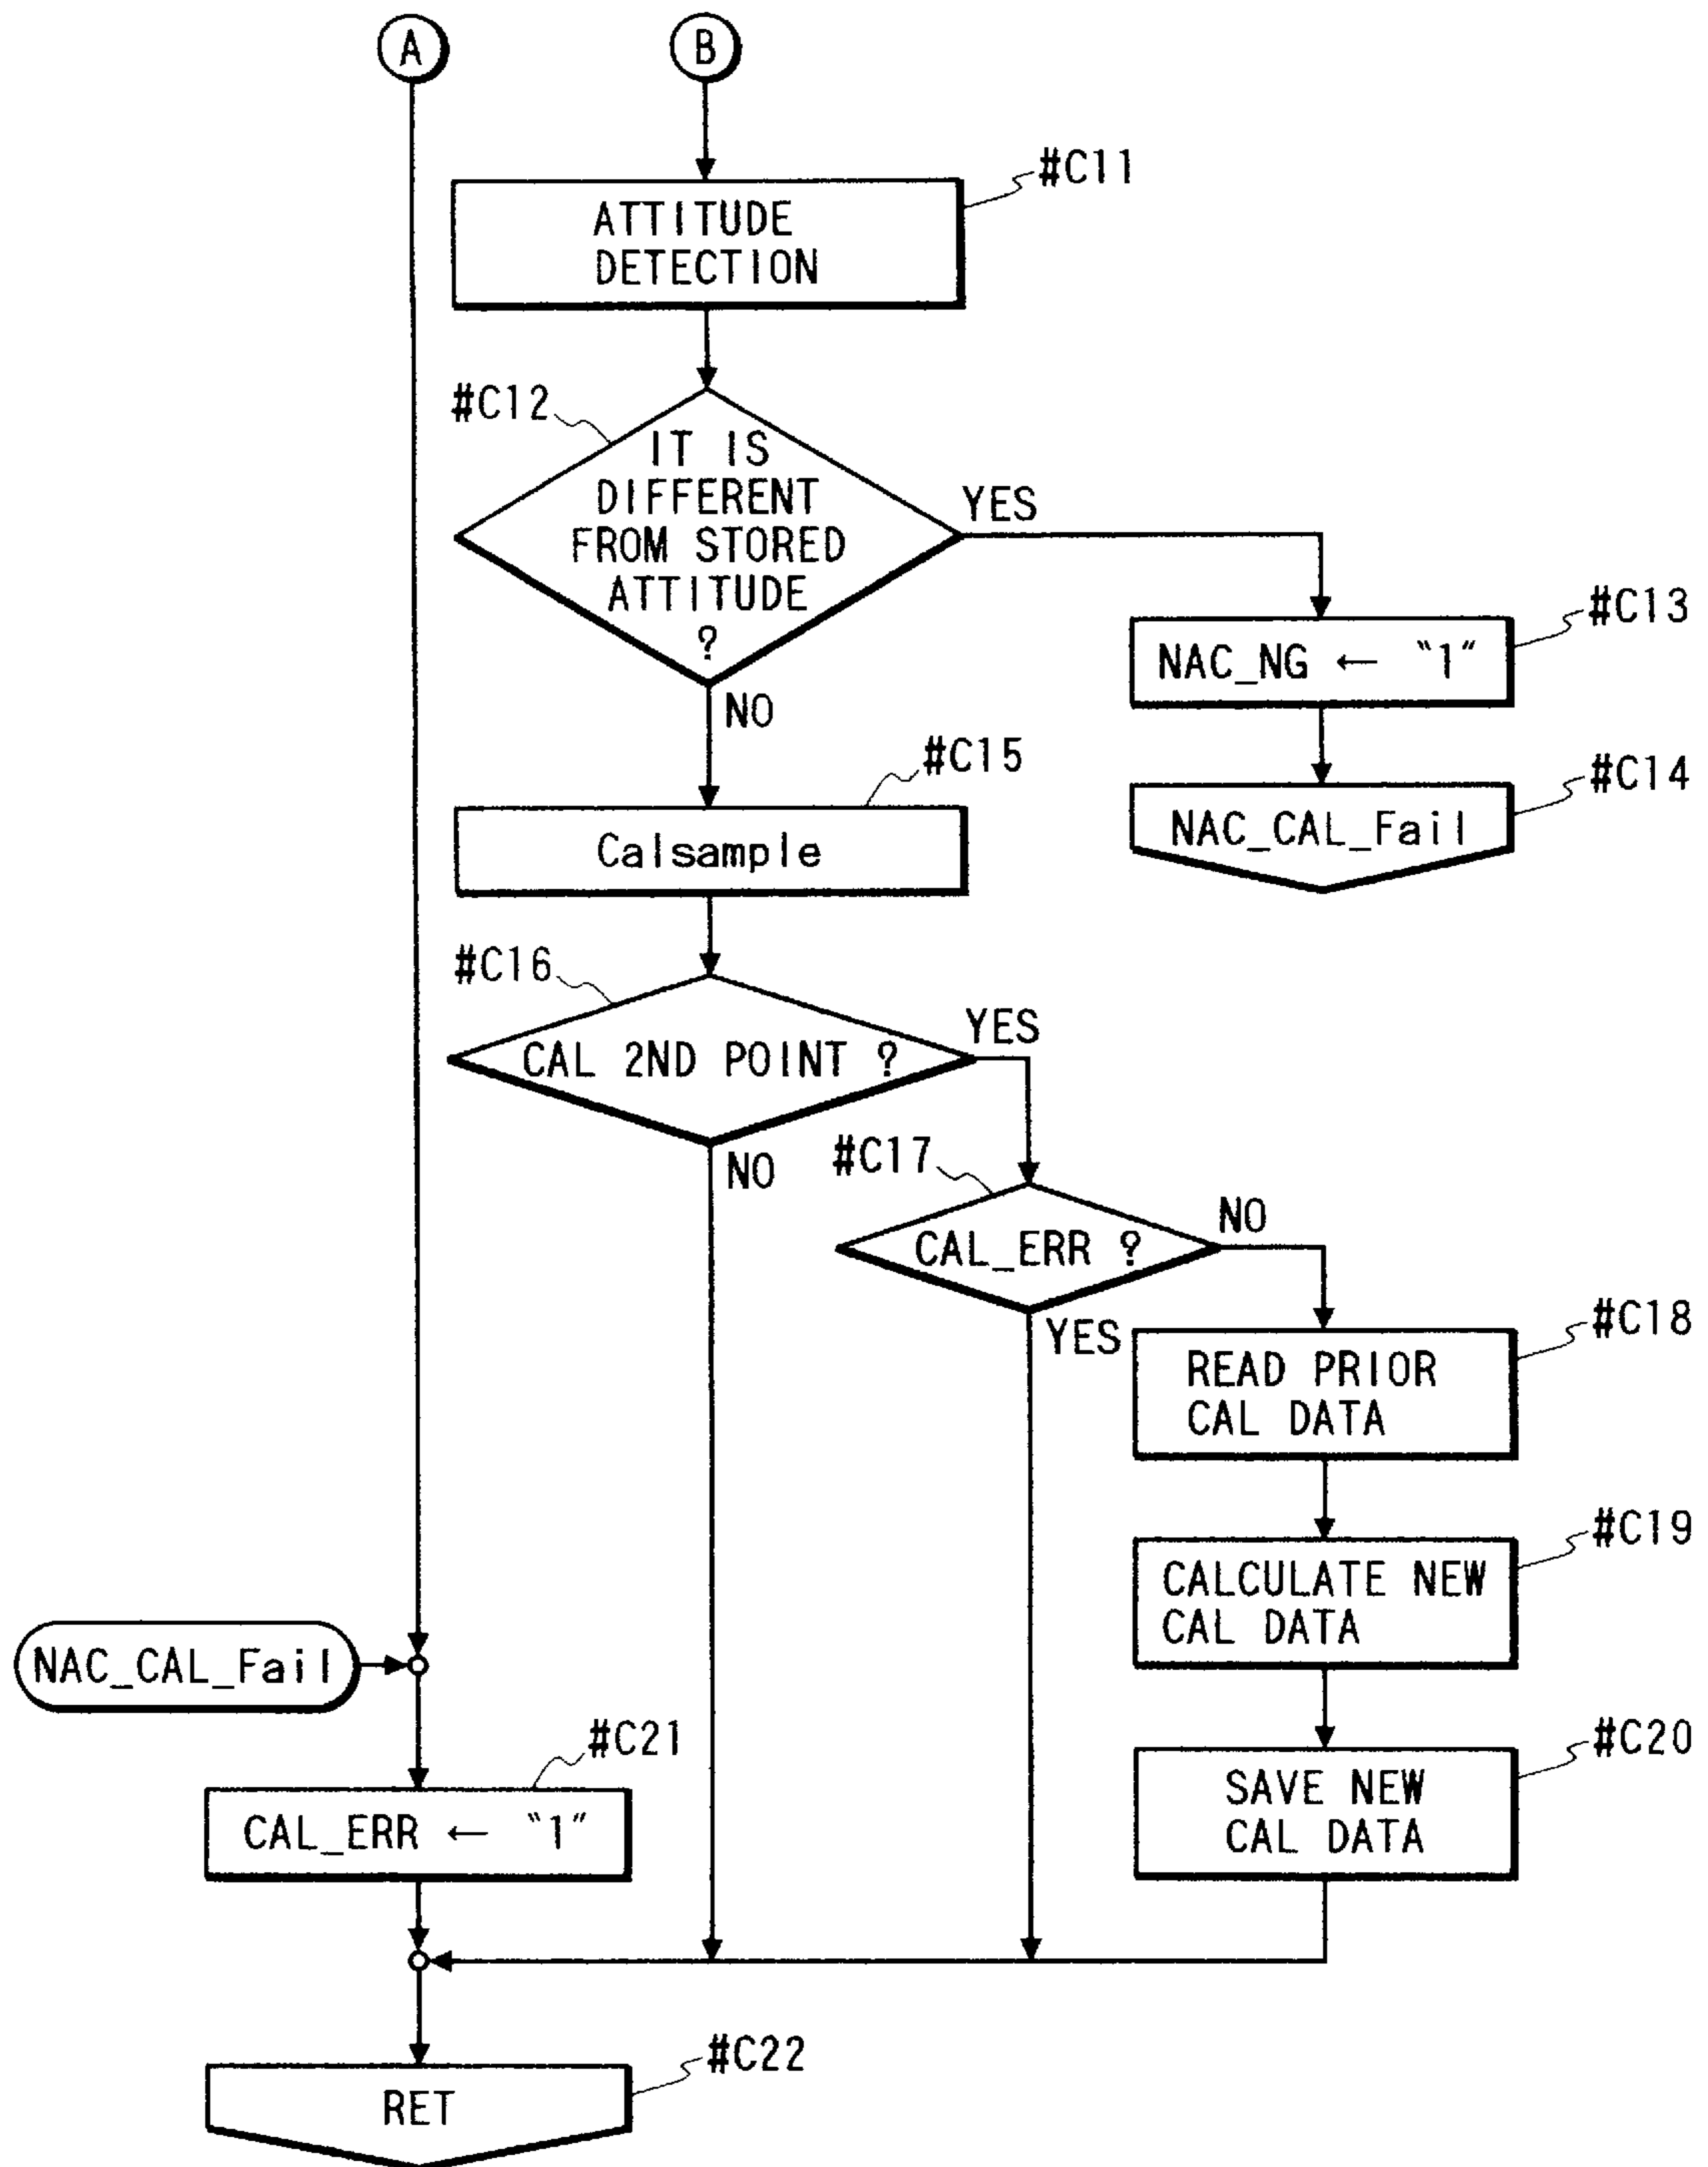 A
B
#C11
ATTITUDE
DETECTION
#C12
IT IS
DIFFERENT
FROM STORED
ATTITUDE
?
YES
NO
#C13
NAC_NG ← "1"
#C14
NAC_CAL_Fail
#C15
Calsample
#C16
CAL 2ND POINT ?
YES
NO
#C17
CAL_ERR ?
NO
YES
#C18
READ PRIOR
CAL DATA
#C19
CALCULATE NEW
CAL DATA
NAC_CAL_Fail
#C20
SAVE NEW
CAL DATA
#C21
CAL_ERR ← "1"
#C22
RET